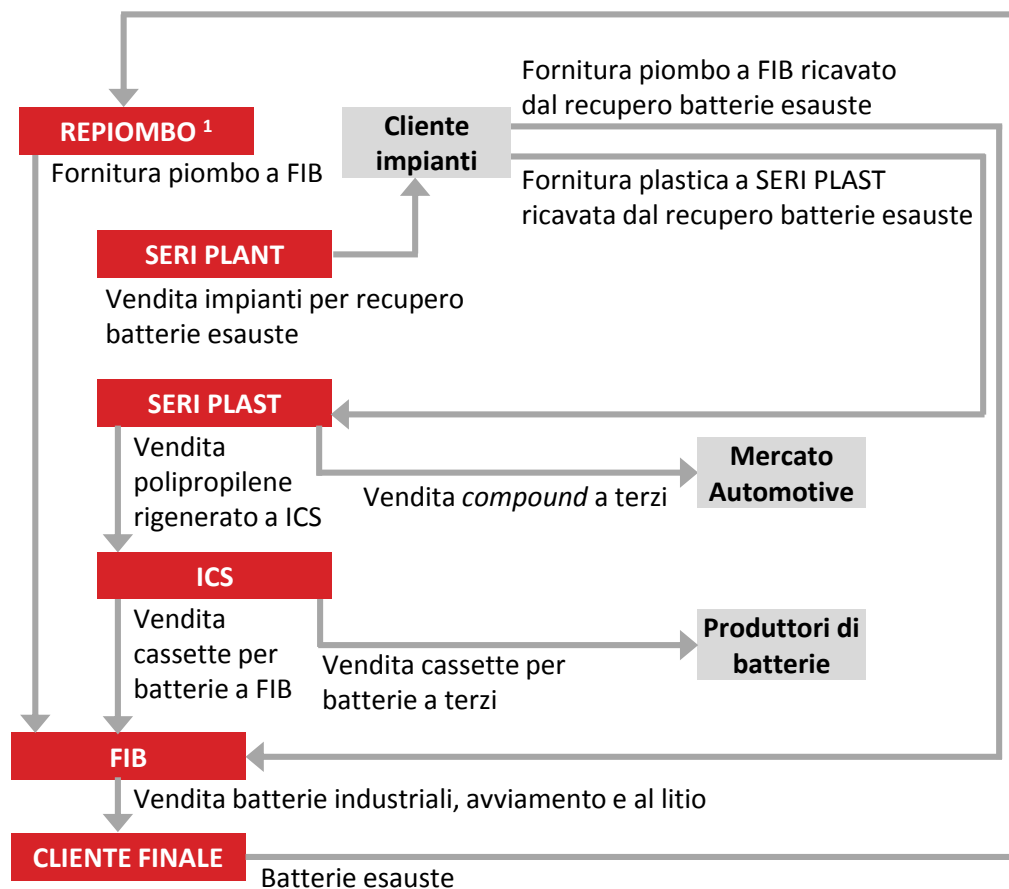 REPIOMBO ¹
Fornitura piombo a FIB
Cliente
impianti
Fornitura piombo a FIB ricavato
dal recupero batterie esauste
Fornitura plastica a SERI PLAST
ricavata dal recupero batterie esauste
SERI PLANT
Vendita impianti per recupero
batterie esauste
SERI PLAST
Vendita
polipropilene
rigenerato a ICS
Vendita compound a terzi
Mercato
Automotive
ICS
Vendita
cassette per
batterie a FIB
Vendita cassette per
batterie a terzi
Produttori di
batterie
FIB
Vendita batterie industriali, avviamento e al litio
CLIENTE FINALE
Batterie esauste